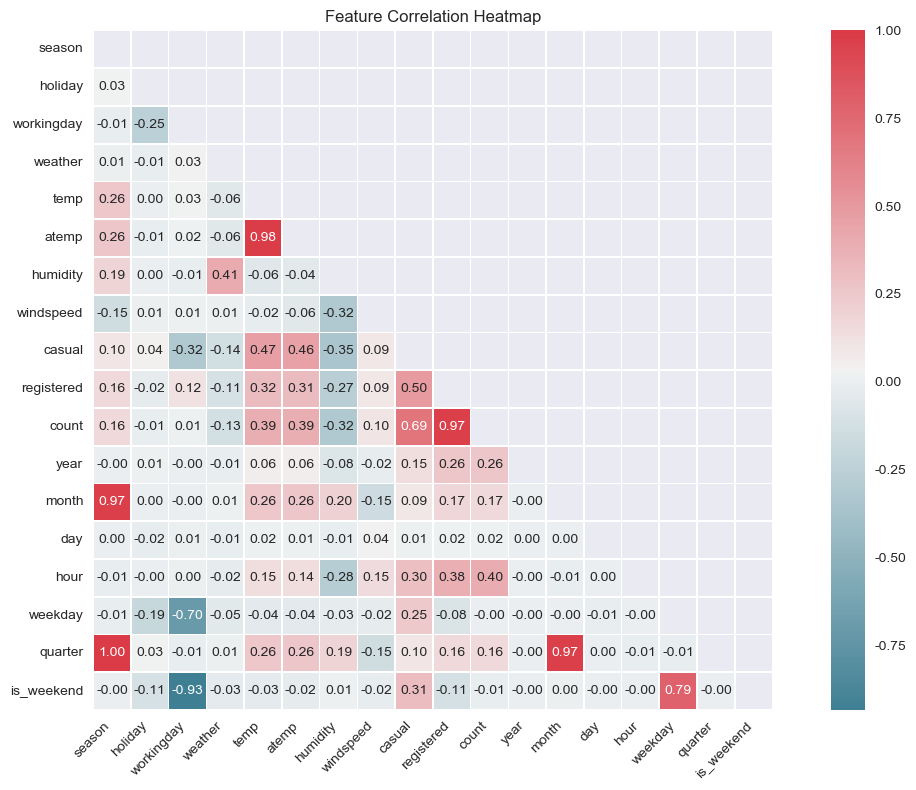 Feature Correlation Heatmap
season
holiday 0.03
workingday -0.01 -0.25
weather 0.01 -0.01 0.03
temp 0.26 0.00 0.03 -0.06
atemp 0.26 -0.01 0.02 -0.06 0.98
humidity 0.19 0.00 -0.01 0.41 -0.06 -0.04
windspeed -0.15 0.01 0.01 0.01 -0.02 -0.06 -0.32
casual 0.10 0.04 -0.32 -0.14 0.47 0.46 -0.35 0.09
registered 0.16 -0.02 0.12 -0.11 0.32 0.31 -0.27 0.09 0.50
count 0.16 -0.01 0.01 -0.13 0.39 0.39 -0.32 0.10 0.69 0.97
year -0.00 0.01 -0.00 -0.01 0.06 0.06 -0.08 -0.02 0.15 0.26 0.26
month 0.97 0.00 -0.00 0.01 0.26 0.26 0.20 -0.15 0.09 0.17 0.17 -0.00
day 0.00 -0.02 0.01 -0.01 0.02 0.01 -0.01 0.04 0.01 0.02 0.02 0.00 0.00
hour -0.01 -0.00 0.00 -0.02 0.15 0.14 -0.28 0.15 0.30 0.38 0.40 -0.00 -0.01 0.00
weekday -0.01 -0.19 -0.70 -0.05 -0.04 -0.04 -0.03 -0.02 0.25 -0.08 -0.00 -0.00 -0.00 -0.01 -0.00
quarter 1.00 0.03 -0.01 0.01 0.26 0.26 0.19 -0.15 0.10 0.16 0.16 -0.00 0.97 0.00 -0.01 -0.01
is_weekend -0.00 -0.11 -0.93 -0.03 -0.03 -0.02 0.01 -0.02 0.31 -0.11 -0.01 -0.00 0.00 -0.00 -0.00 0.79 -0.00
season holiday workingday weather temp atemp humidity windspeed casual registered count year month day hour weekday quarter is_weekend
1.00
0.75
0.50
0.25
0.00
-0.25
-0.50
-0.75